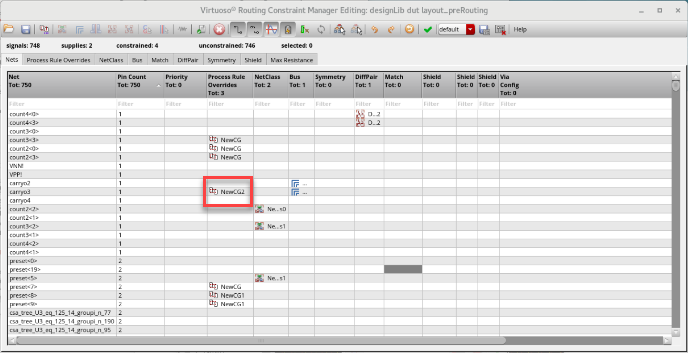 Virtuoso® Routing Constraint Manager Editing: designLib dut layout...preRouting
default
Help
signals: 748 supplies: 2 constrained: 4 unconstrained: 746 selected: 0
Nets Process Rule Overrides NetClass Bus Match DiffPair Symmetry Shield Max Resistance
Net Pin Count Priority Process Rule NetClass Bus Symmetry DiffPair Match Shield Shield Shield Via
Tot: 750 Tot: 750 Tot: 0 Overrides Tot: 2 Tot: 1 Tot: 0 Tot: 1 Tot: 0 Tot: 0 Tot: 0 Tot: 0 Config
Tot: 3 Tot: 0
Filter Filter Filter Filter Filter Filter Filter Filter Filter Filter Filter Filter Filter
count4<0> 1 D...2
count4<3> 1 D...2
count3<0> 1
count3<3> 1 NewCG
count2<0> 1 NewCG
count2<3> 1 NewCG
VNN! 1
VPP! 1
carryo2 1 ...
carryo3 1 NewCG2 ...
carryo4 1
count2<2> 1 Ne...s0
count2<1> 1
count3<2> 1 Ne...s1
count3<1> 1
count4<2> 1
count4<1> 1
preset<0> 2
preset<19> 2
preset<5> 2 Ne...s1
preset<7> 2 NewCG
preset<8> 2 NewCG1
preset<9> 2 NewCG1
csa_tree_U3_eq_125_14_groupi_n_77 2
csa_tree_U3_eq_125_14_groupi_n_190 2
csa_tree_U3_eq_125_14_groupi_n_95 2